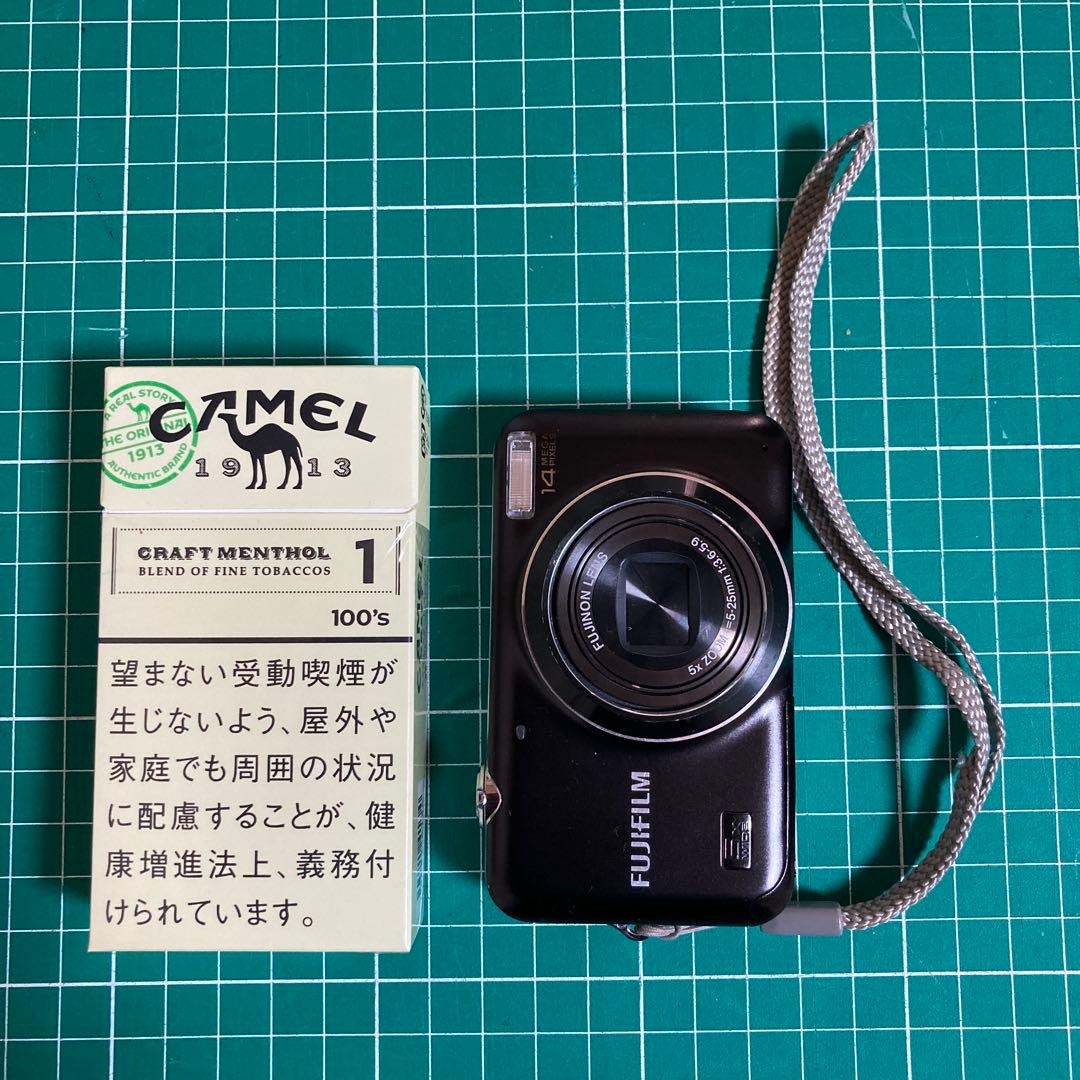 A REAL STORY
THE ORIGINAL
1913
AUTHENTIC BRAND
CAMEL
1913
CRAFT MENTHOL
BLEND OF FINE TOBACCOS
1
100's
望まない受動喫煙が
生じないよう、屋外や
家庭でも周囲の状況
に配慮することが、健
康増進法上、義務付
けられています。
14 MEGA
PIXELS
FUJINON LENS
5x ZOOM f=5-25mm 1:3.6-5.9
FUJIFILM
5x
WIDE